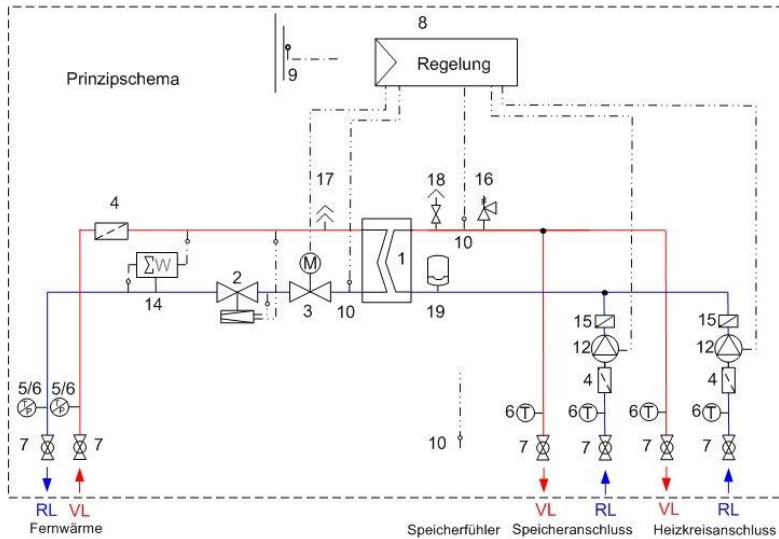 8
Prinzipschema
9
Regelung
17
18
16
4
10
1
ΣW
14
2
M
3
10
19
15
15
12
12
4
4
5/6
5/6
T
P
T
P
6 T
6 T
6 T
6 T
7
7
10
7
7
7
7
RL
VL
VL
RL
VL
RL
Fernwärme
Speicherfühler
Speicheranschluss
Heizkreisanschluss